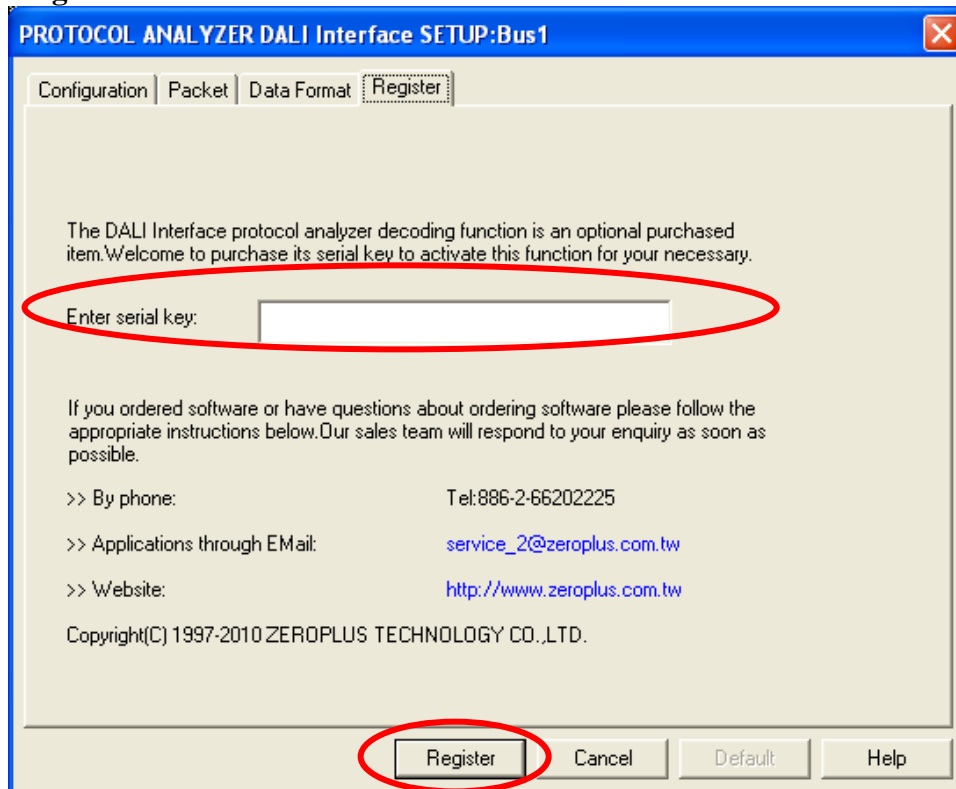 PROTOCOL ANALYZER DALI Interface SETUP:Bus1
Configuration Packet Data Format Register
The DALI Interface protocol analyzer decoding function is an optional purchased
item.Welcome to purchase its serial key to activate this function for your necessary.
Enter serial key:
If you ordered software or have questions about ordering software please follow the
appropriate instructions below.Our sales team will respond to your enquiry as soon as
possible.
>> By phone: Tel:886-2-66202225
>> Applications through EMail: service_2@zeroplus.com.tw
>> Website: http://www.zeroplus.com.tw
Copyright(C) 1997-2010 ZEROPLUS TECHNOLOGY CO.,LTD.
Register Cancel Default Help